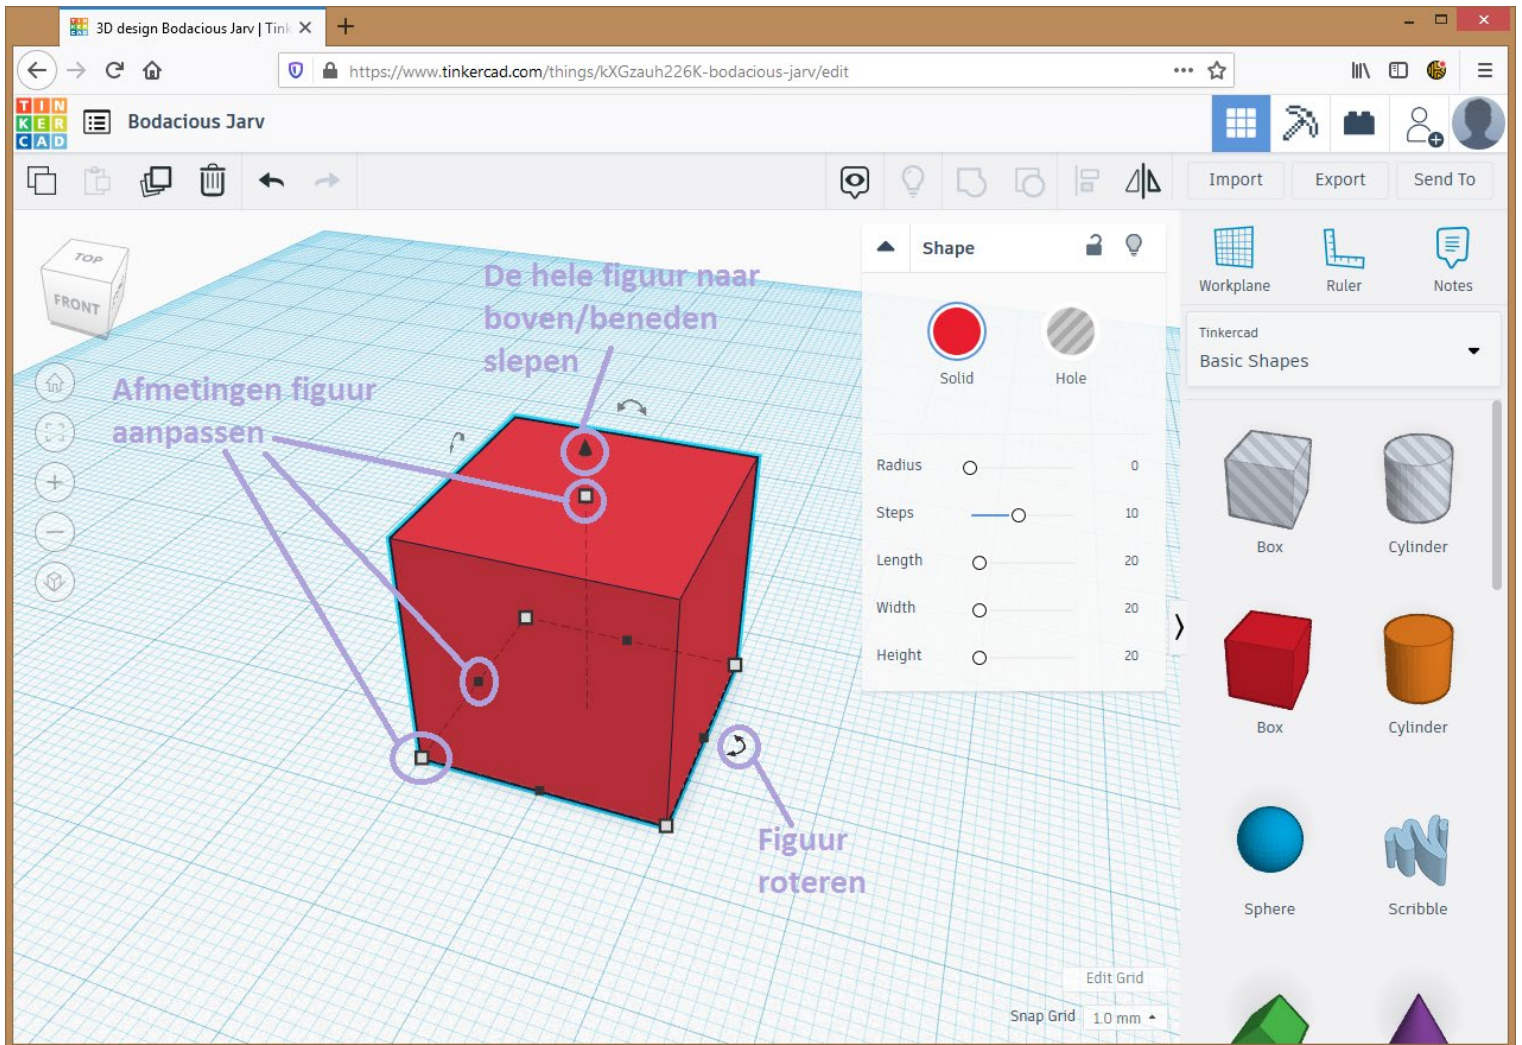 3D design Bodacious Jarv | Tink
https://www.tinkercad.com/things/kXGzauh226K-bodacious-jarv/edit
TIN
KER
CAD
Bodacious Jarv
Import
Export
Send To
TOP
FRONT
De hele figuur naar
boven/beneden
slepen
Afmetingen figuur
aanpassen
Figuur
roteren
Shape
Solid
Hole
Radius 0
Steps 10
Length 20
Width 20
Height 20
Workplane
Ruler
Notes
Tinkercad
Basic Shapes
Box
Cylinder
Box
Cylinder
Sphere
Scribble
Edit Grid
Snap Grid 1.0 mm